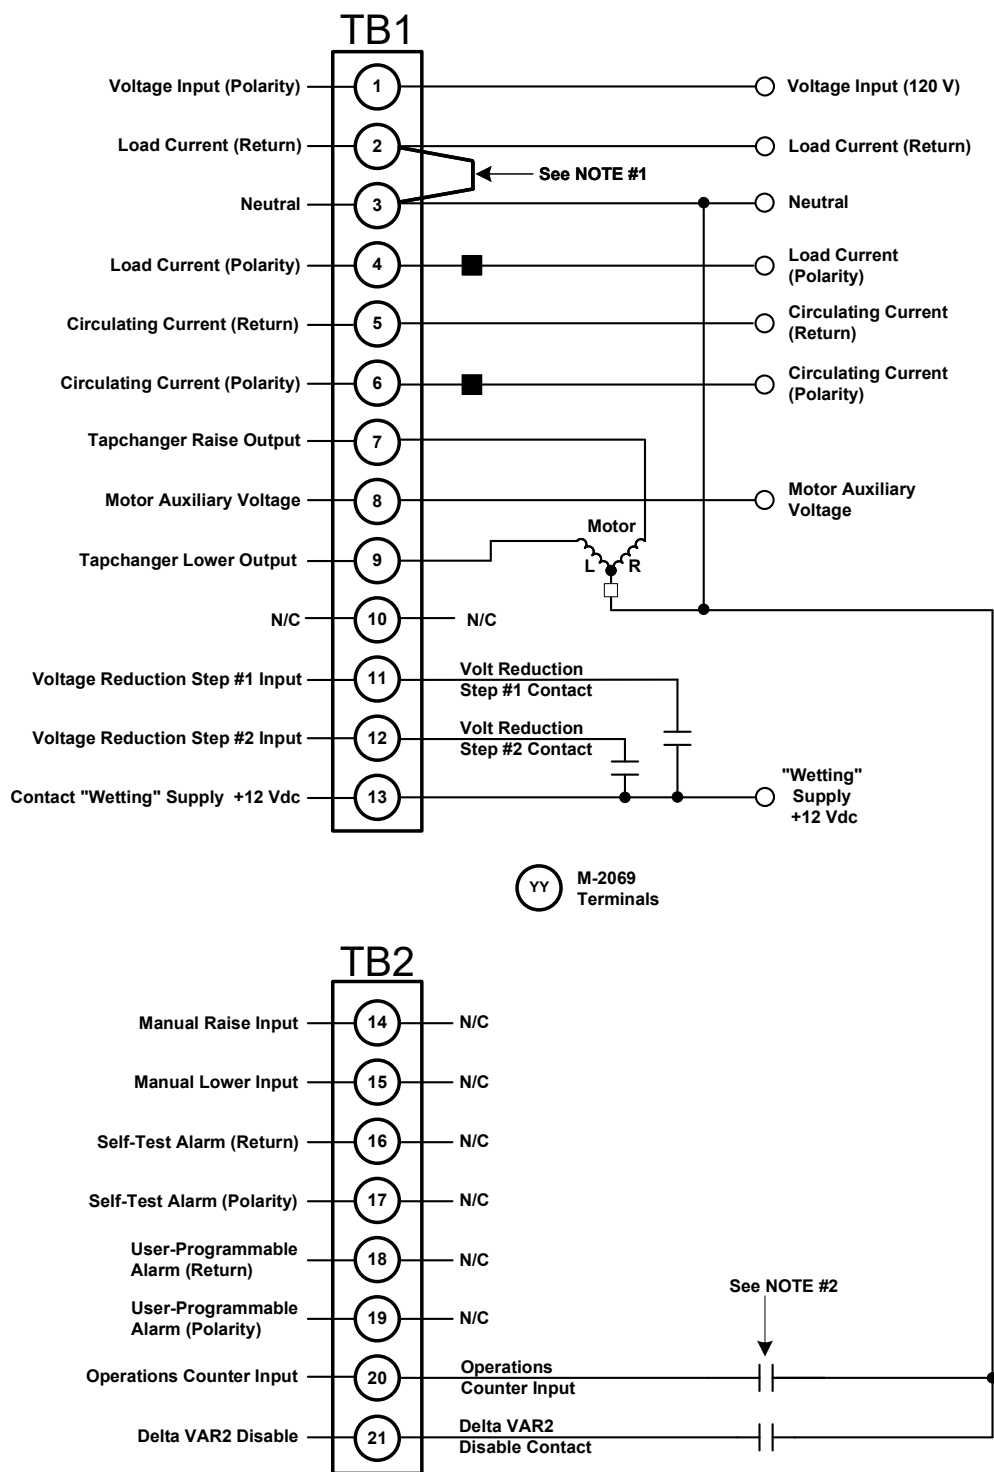 TB1
Voltage Input (Polarity)
1
Voltage Input (120 V)
Load Current (Return)
2
Load Current (Return)
See NOTE #1
Neutral
3
Neutral
Load Current (Polarity)
4
Load Current
(Polarity)
Circulating Current (Return)
5
Circulating Current
(Return)
Circulating Current (Polarity)
6
Circulating Current
(Polarity)
Tapchanger Raise Output
7
Motor Auxiliary Voltage
8
Motor Auxiliary
Voltage
Motor
L
R
Tapchanger Lower Output
9
N/C
10
N/C
Voltage Reduction Step #1 Input
11
Volt Reduction
Step #1 Contact
Voltage Reduction Step #2 Input
12
Volt Reduction
Step #2 Contact
Contact "Wetting" Supply +12 Vdc
13
"Wetting"
Supply
+12 Vdc
YY
M-2069
Terminals
TB2
Manual Raise Input
14
N/C
Manual Lower Input
15
N/C
Self-Test Alarm (Return)
16
N/C
Self-Test Alarm (Polarity)
17
N/C
User-Programmable
Alarm (Return)
18
N/C
User-Programmable
Alarm (Polarity)
19
N/C
See NOTE #2
Operations Counter Input
20
Operations
Counter Input
Delta VAR2 Disable
21
Delta VAR2
Disable Contact